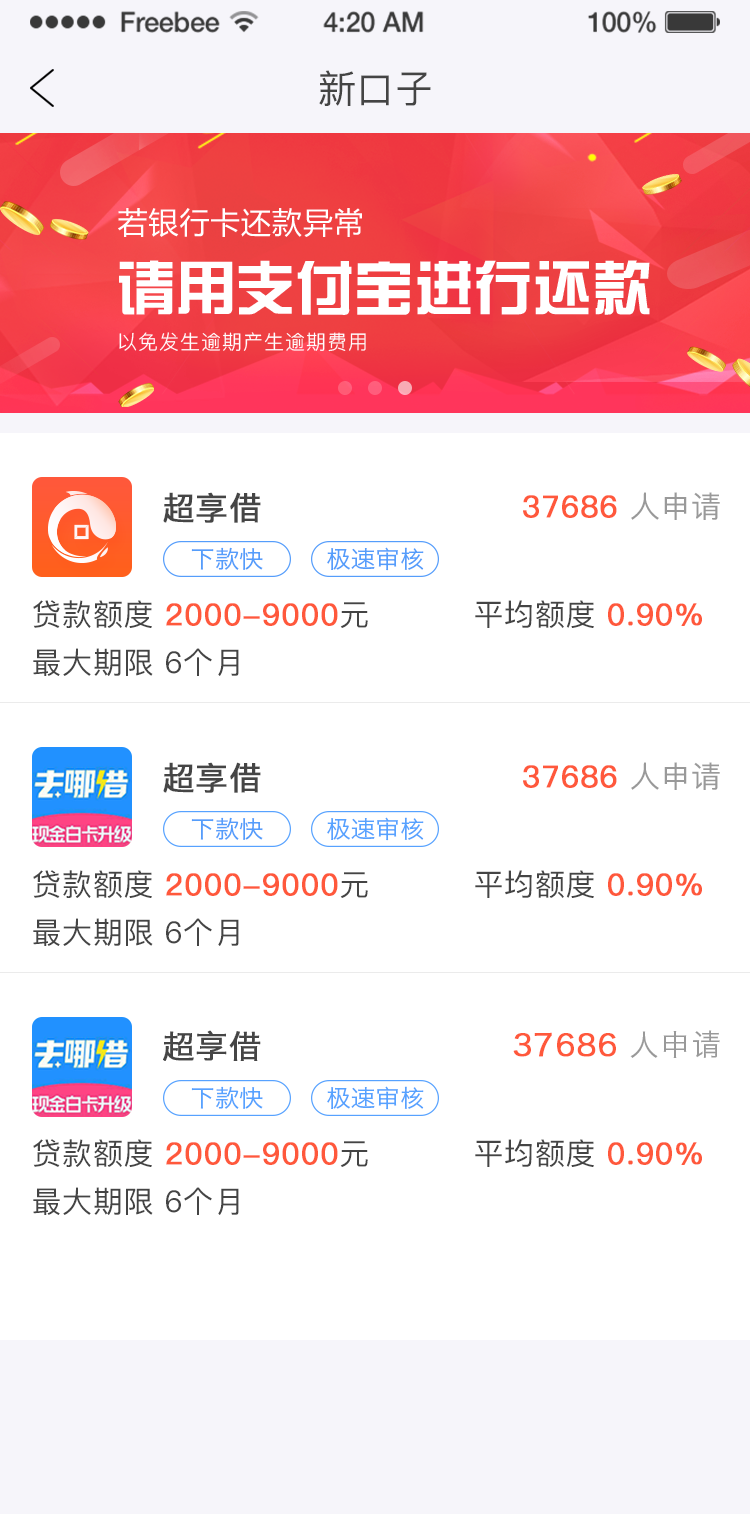 Freebee 4:20 AM 100%
新口子
若银行卡还款异常
请用支付宝进行还款
以免发生逾期产生逾期费用
超享借 37686 人申请
下款快 极速审核
贷款额度 2000-9000元 平均额度 0.90%
最大期限 6个月
去哪借
现金白卡升级
超享借 37686 人申请
下款快 极速审核
贷款额度 2000-9000元 平均额度 0.90%
最大期限 6个月
去哪借
现金白卡升级
超享借 37686 人申请
下款快 极速审核
贷款额度 2000-9000元 平均额度 0.90%
最大期限 6个月